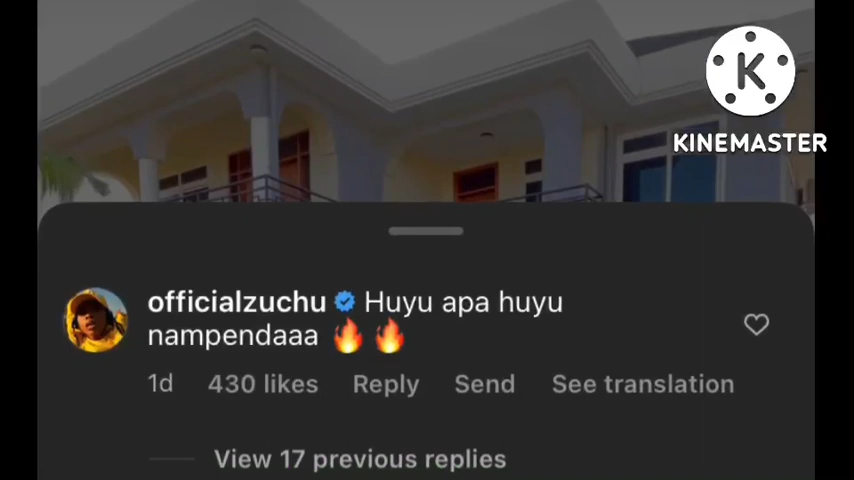 K
KINEMASTER
officialzuchu Huyu apa huyu
nampendaaa 🔥 🔥
1d 430 likes Reply Send See translation
View 17 previous replies